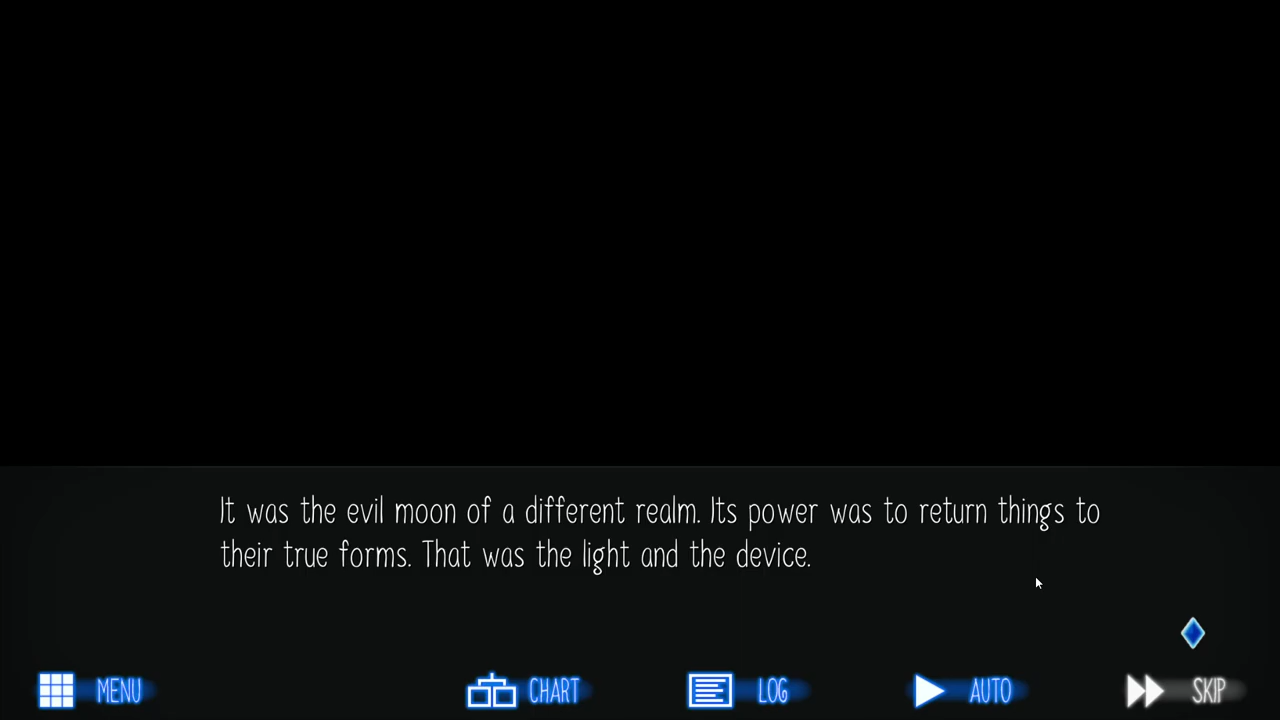 It was the evil moon of a different realm. Its power was to return things to
their true forms. That was the light and the device.
MENU
CHART
LOG
AUTO
SKIP